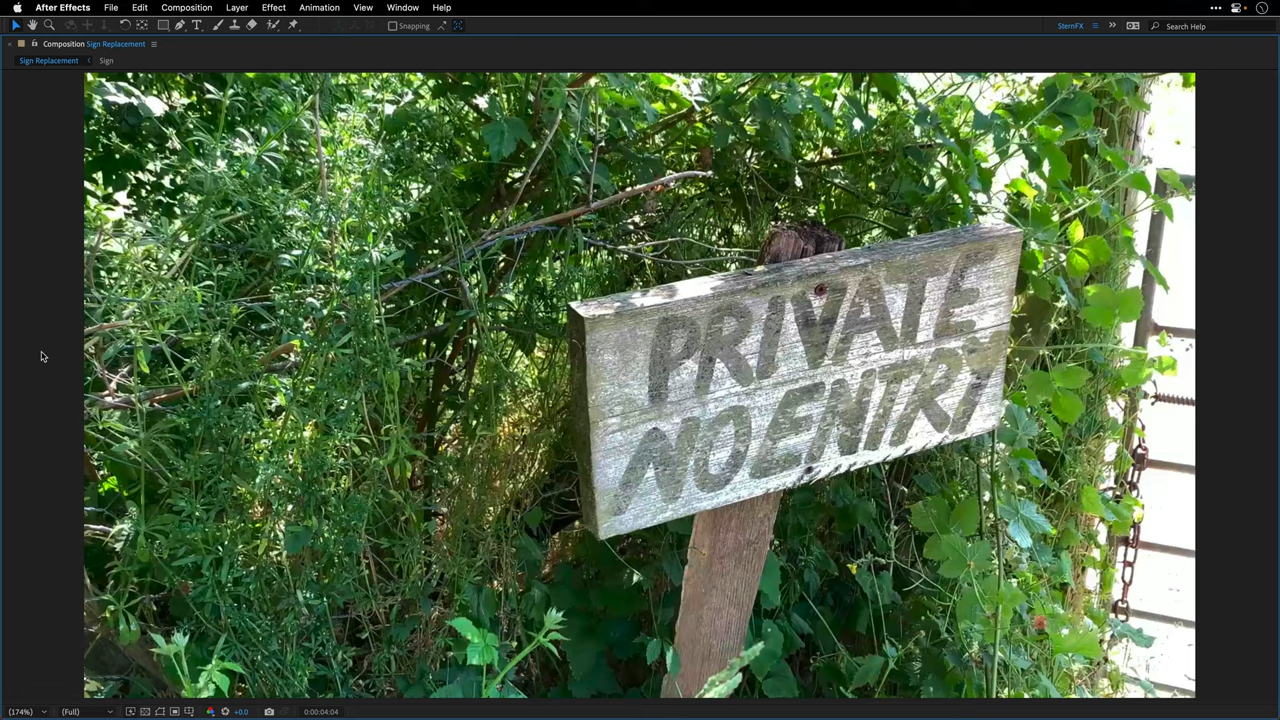 After Effects File Edit Composition Layer Effect Animation View Window Help
Snapping SternFX Search Help
Composition Sign Replacement
Sign Replacement Sign
PRIVATE
NO ENTRY
(174%) (Full) +0.0 0:00:04:04